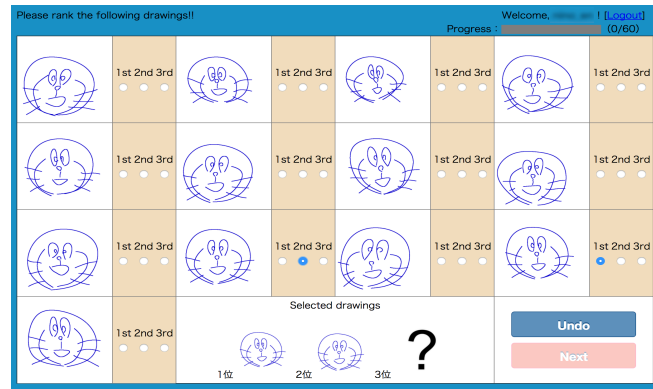 Please rank the following drawings!!
Welcome, ! [Logout]
Progress : (0/60)
1st 2nd 3rd 1st 2nd 3rd 1st 2nd 3rd 1st 2nd 3rd
1st 2nd 3rd 1st 2nd 3rd 1st 2nd 3rd 1st 2nd 3rd
1st 2nd 3rd 1st 2nd 3rd 1st 2nd 3rd 1st 2nd 3rd
1st 2nd 3rd
Selected drawings
1位 2位 3位 ?
Undo
Next